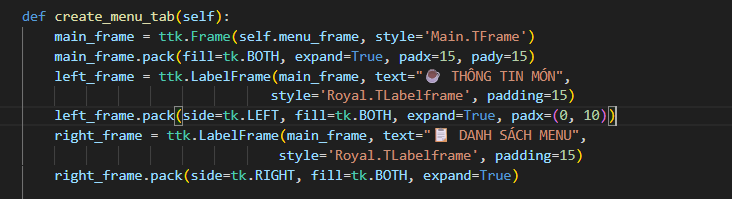 def create_menu_tab(self):
    main_frame = ttk.Frame(self.menu_frame, style='Main.TFrame')
    main_frame.pack(fill=tk.BOTH, expand=True, padx=15, pady=15)
    left_frame = ttk.LabelFrame(main_frame, text="☕ THÔNG TIN MÓN",
                                style='Royal.TLabelframe', padding=15)
    left_frame.pack(side=tk.LEFT, fill=tk.BOTH, expand=True, padx=(0, 10))
    right_frame = ttk.LabelFrame(main_frame, text="📋 DANH SÁCH MENU",
                                 style='Royal.TLabelframe', padding=15)
    right_frame.pack(side=tk.RIGHT, fill=tk.BOTH, expand=True)